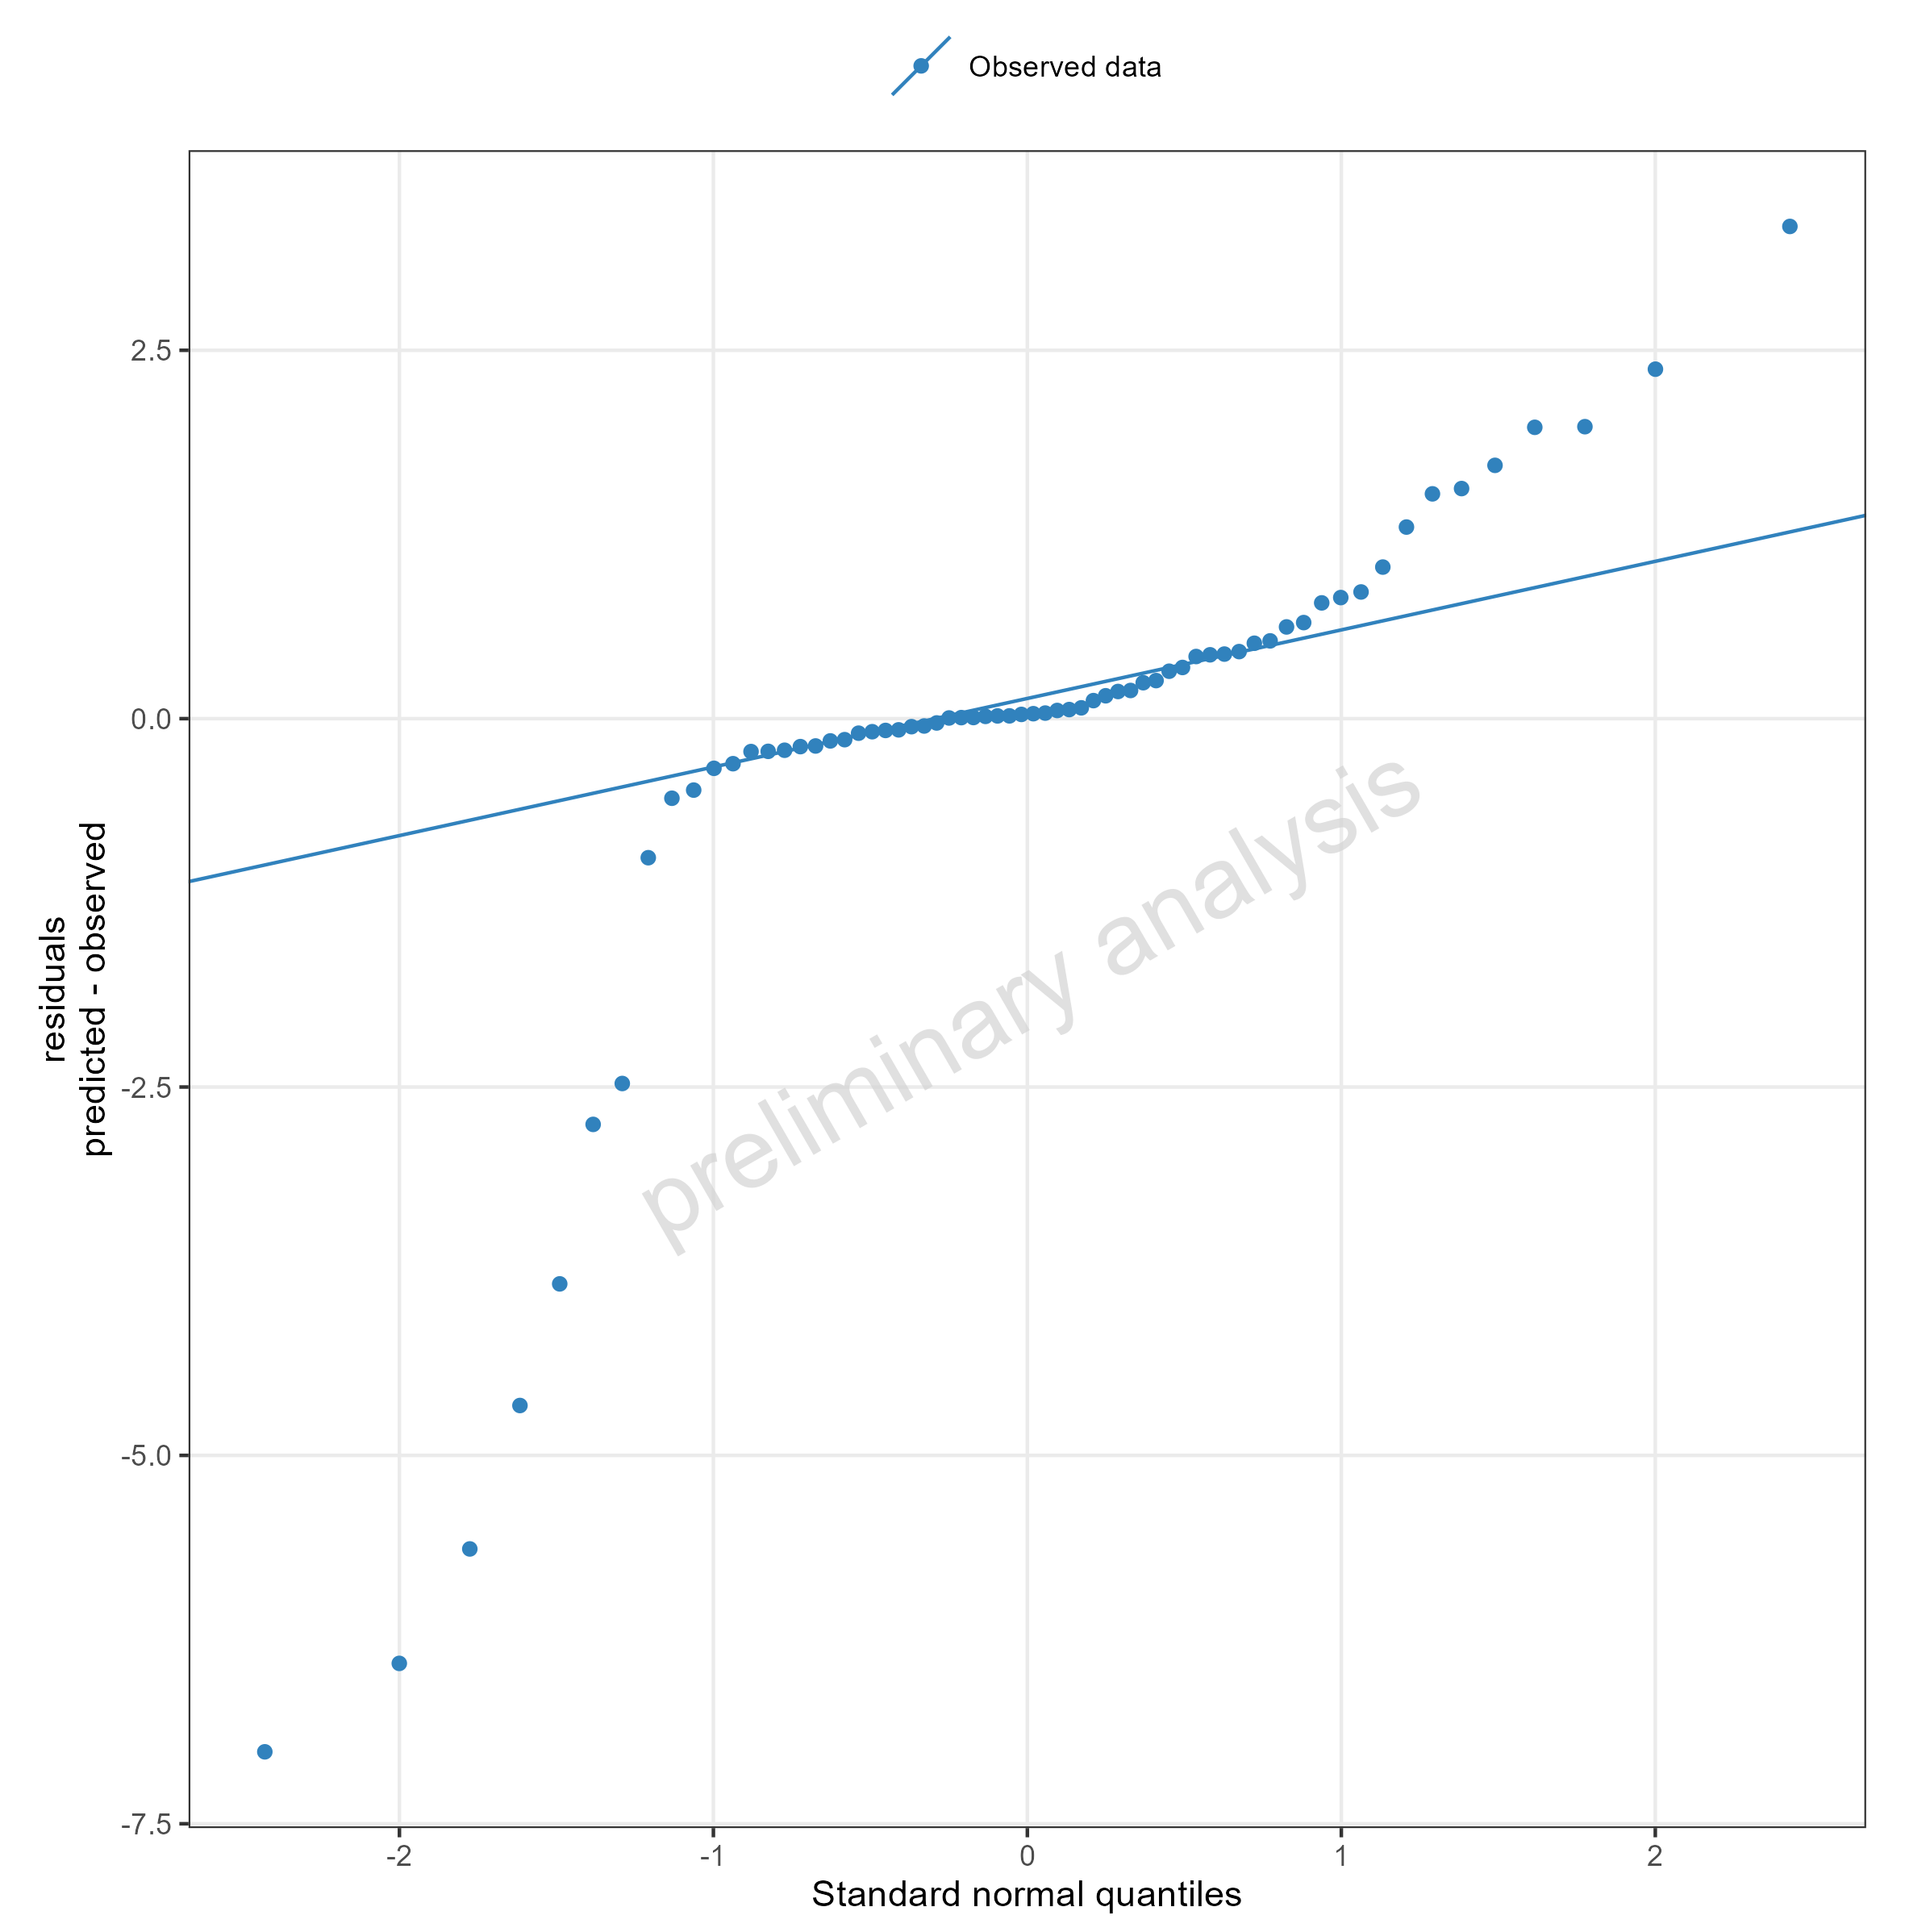 Observed data
2.5
0.0
-2.5
-5.0
-7.5
residuals
predicted - observed
preliminary analysis
-2
-1
0
1
2
Standard normal quantiles